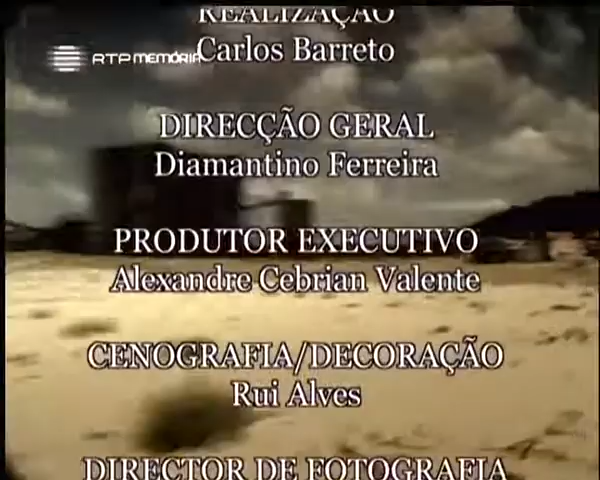 REALIZAÇÃO
RTP MEMÓRIA
Carlos Barreto
DIRECÇÃO GERAL
Diamantino Ferreira
PRODUTOR EXECUTIVO
Alexandre Cebrian Valente
CENOGRAFIA/DECORAÇÃO
Rui Alves
DIRECTOR DE FOTOGRAFIA